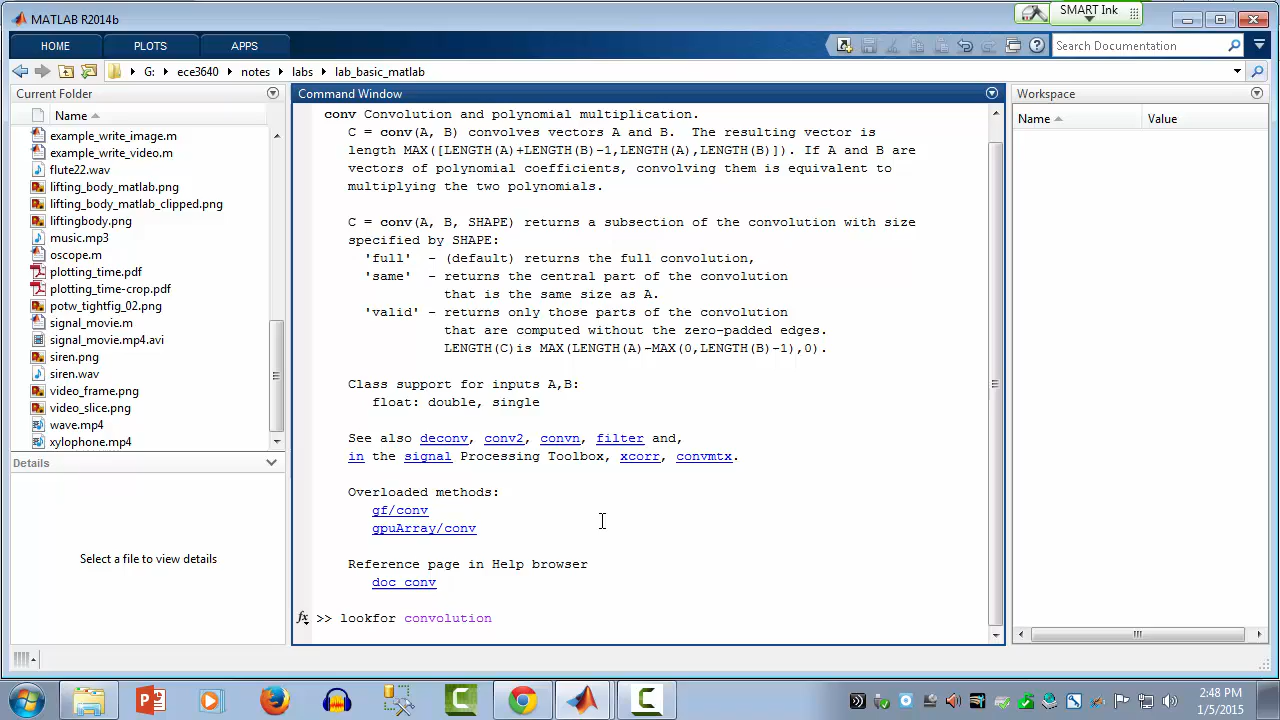 MATLAB R2014b
SMART Ink
HOME PLOTS APPS
Search Documentation
G: ece3640 notes labs lab_basic_matlab
Current Folder
Name
example_write_image.m
example_write_video.m
flute22.wav
lifting_body_matlab.png
lifting_body_matlab_clipped.png
liftingbody.png
music.mp3
oscope.m
plotting_time.pdf
plotting_time-crop.pdf
potw_tightfig_02.png
signal_movie.m
signal_movie.mp4.avi
siren.png
siren.wav
video_frame.png
video_slice.png
wave.mp4
xylophone.mp4
Details
Select a file to view details
Command Window
conv Convolution and polynomial multiplication.
C = conv(A, B) convolves vectors A and B.  The resulting vector is
length MAX([LENGTH(A)+LENGTH(B)-1,LENGTH(A),LENGTH(B)]). If A and B are
vectors of polynomial coefficients, convolving them is equivalent to
multiplying the two polynomials.
C = conv(A, B, SHAPE) returns a subsection of the convolution with size
specified by SHAPE:
'full'  - (default) returns the full convolution,
'same'  - returns the central part of the convolution
that is the same size as A.
'valid' - returns only those parts of the convolution
that are computed without the zero-padded edges.
LENGTH(C)is MAX(LENGTH(A)-MAX(0,LENGTH(B)-1),0).
Class support for inputs A,B:
float: double, single
See also deconv, conv2, convn, filter and,
in the signal Processing Toolbox, xcorr, convmtx.
Overloaded methods:
gf/conv
gpuArray/conv
Reference page in Help browser
doc conv
fx >> lookfor convolution
Workspace
Name Value
2:48 PM
1/5/2015